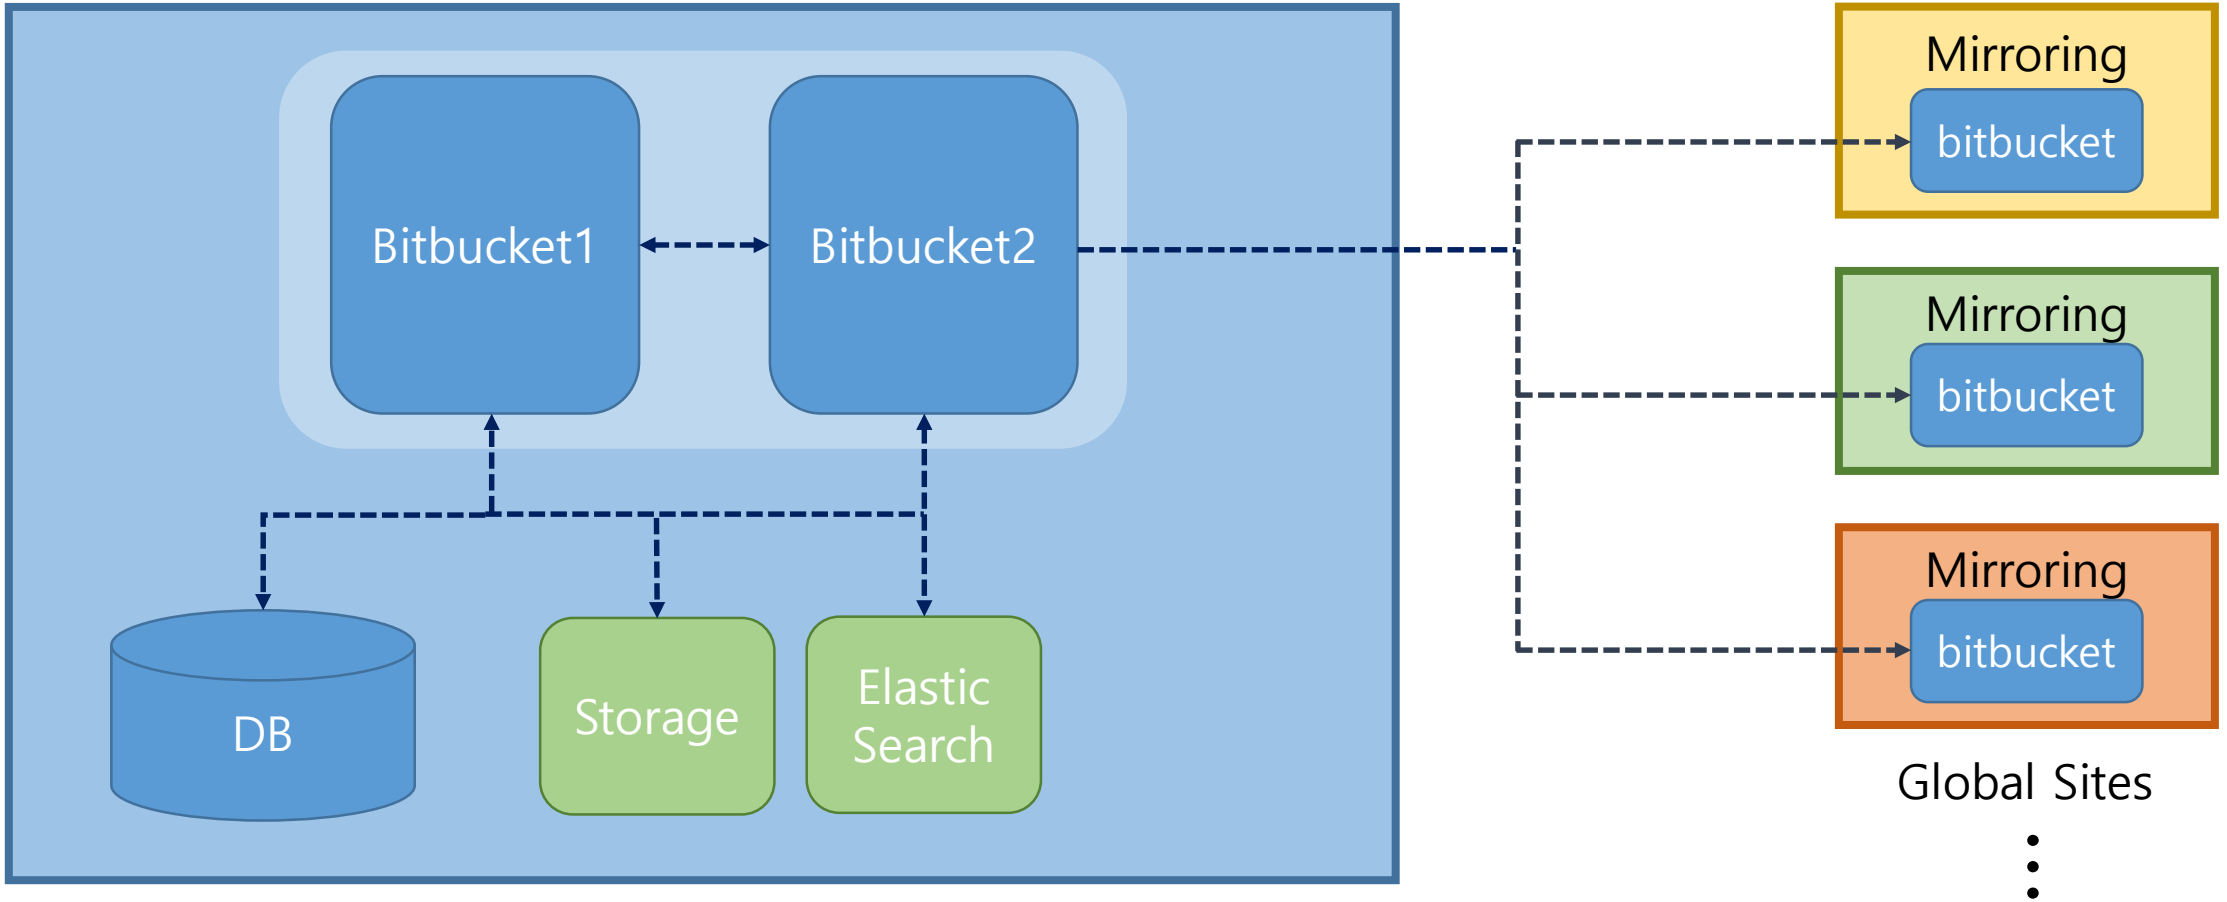 Bitbucket1
Bitbucket2
DB
Storage
Elastic
Search
Mirroring
bitbucket
Mirroring
bitbucket
Mirroring
bitbucket
Global Sites